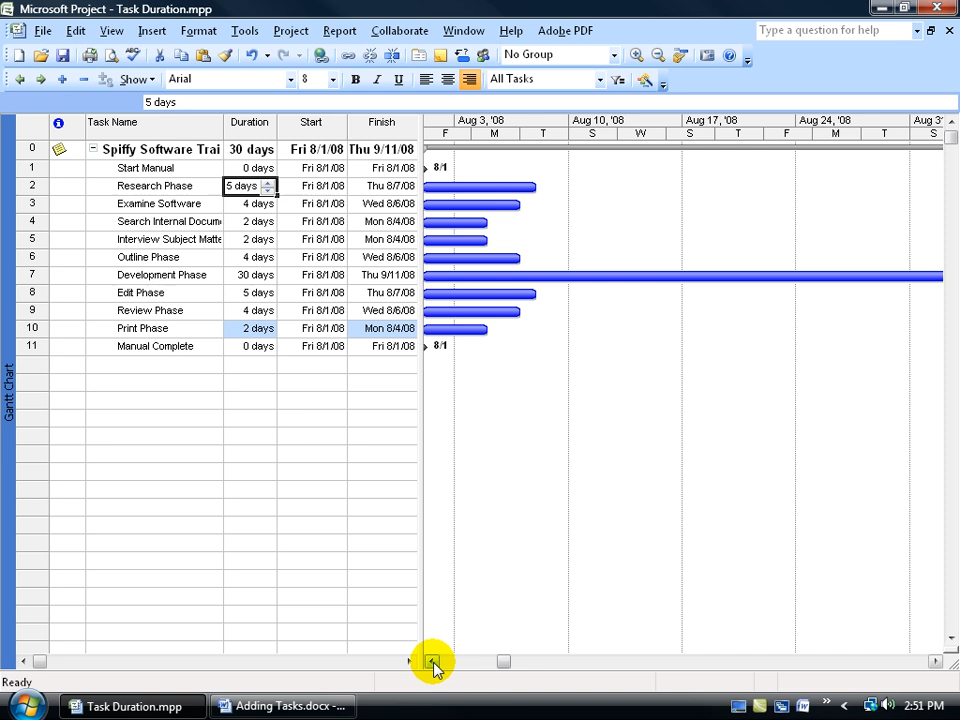 Microsoft Project - Task Duration.mpp
File Edit View Insert Format Tools Project Report Collaborate Window Help Adobe PDF Type a question for help
No Group
Show Arial 8 B I U All Tasks
5 days
Task Name Duration Start Finish
Aug 3, '08 Aug 10, '08 Aug 17, '08 Aug 24, '08 Aug 31
F M T S W S T M F T S
0 Spiffy Software Trai 30 days Fri 8/1/08 Thu 9/11/08
1 Start Manual 0 days Fri 8/1/08 Fri 8/1/08 8/1
2 Research Phase 5 days Fri 8/1/08 Thu 8/7/08
3 Examine Software 4 days Fri 8/1/08 Wed 8/6/08
4 Search Internal Docum 2 days Fri 8/1/08 Mon 8/4/08
5 Interview Subject Matte 2 days Fri 8/1/08 Mon 8/4/08
6 Outline Phase 4 days Fri 8/1/08 Wed 8/6/08
7 Development Phase 30 days Fri 8/1/08 Thu 9/11/08
8 Edit Phase 5 days Fri 8/1/08 Thu 8/7/08
9 Review Phase 4 days Fri 8/1/08 Wed 8/6/08
10 Print Phase 2 days Fri 8/1/08 Mon 8/4/08
11 Manual Complete 0 days Fri 8/1/08 Fri 8/1/08 8/1
Gantt Chart
Ready
Task Duration.mpp Adding Tasks.docx -... 2:51 PM